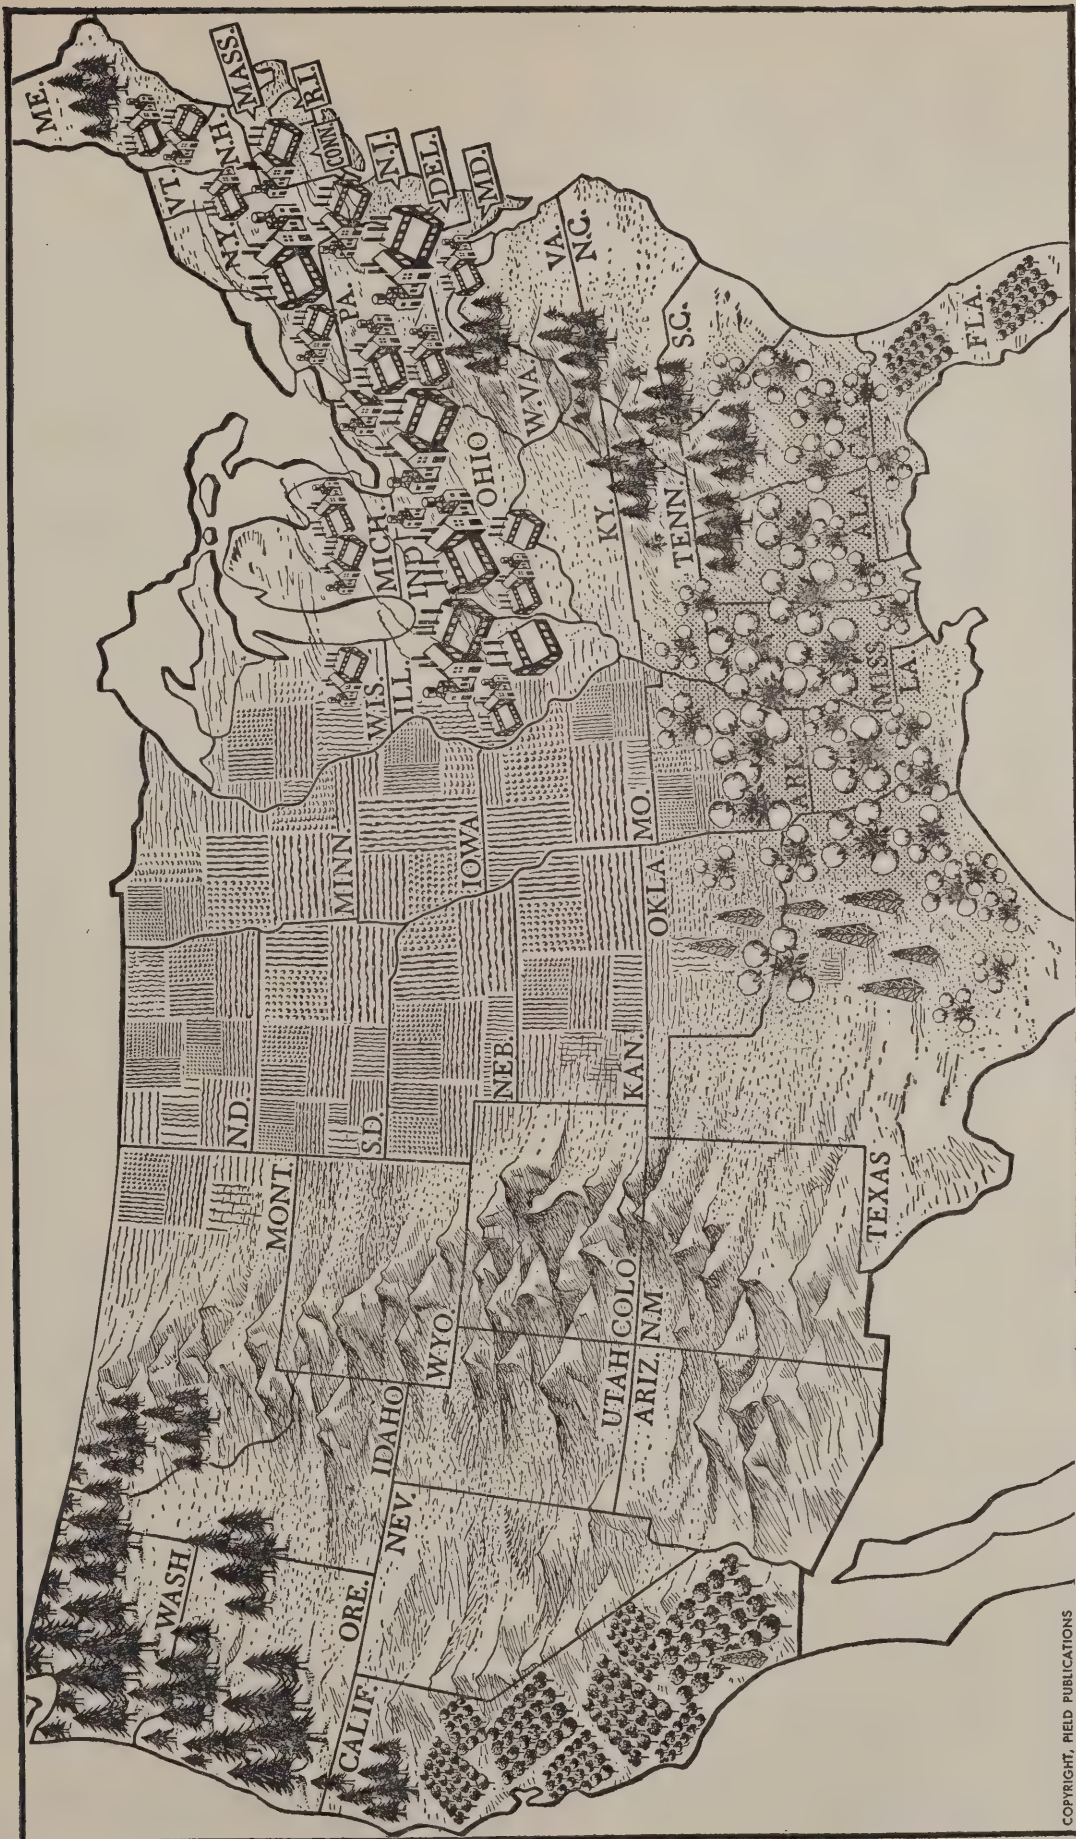 WASH
ORE.
CALIF.
NEV
IDAHO
MONT.
WYO.
UTAH
COLO
ARIZ.
N.M.
N.D.
S.D.
NEB.
KAN.
OKLA
TEXAS
MINN
IOWA
MO.
ARK
LA
WIS
ILL.
MICH.
IND
OHIO
KY.
TENN.
MISS
ALA
GA.
FLA.
S.C.
N.C.
VA.
W.VA.
PA.
N.Y.
VT.
N.H.
ME.
MASS.
R.I.
CONN.
N.J.
DEL.
MD.
COPYRIGHT, FIELD PUBLICATIONS